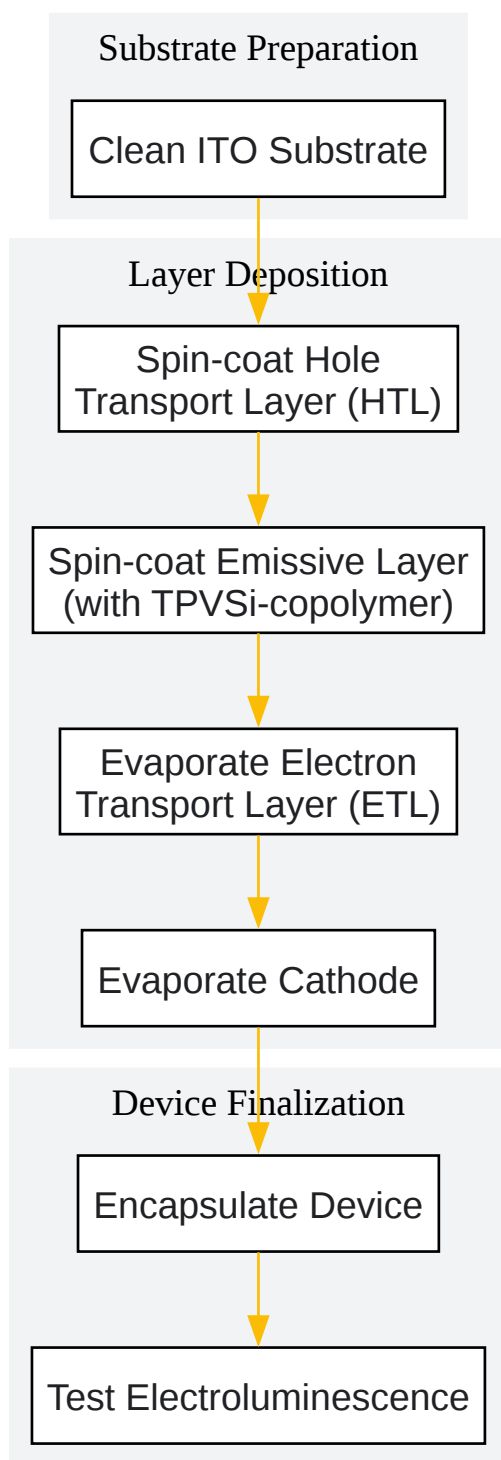 Substrate Preparation
Clean ITO Substrate
Layer Deposition
Spin-coat Hole
Transport Layer (HTL)
Spin-coat Emissive Layer
(with TPVSi-copolymer)
Evaporate Electron
Transport Layer (ETL)
Evaporate Cathode
Device Finalization
Encapsulate Device
Test Electroluminescence